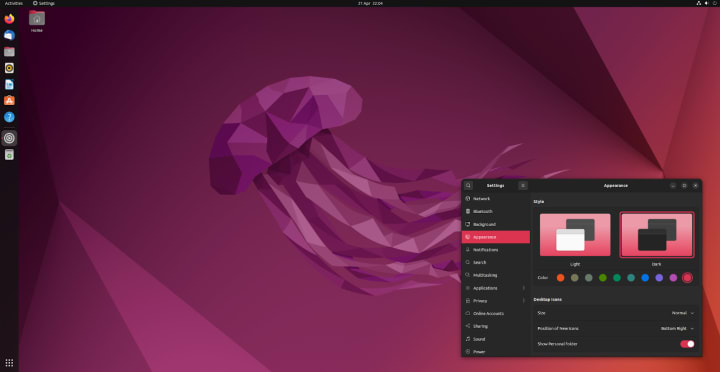 Activities
Settings
21 Apr 22:04
Home
Settings
Appearance
Network
Bluetooth
Background
Appearance
Notifications
Search
Multitasking
Applications
Privacy
Online Accounts
Sharing
Sound
Power
Style
Light
Dark
Color
Desktop Icons
Size
Normal
Position of New Icons
Bottom Right
Show Personal folder